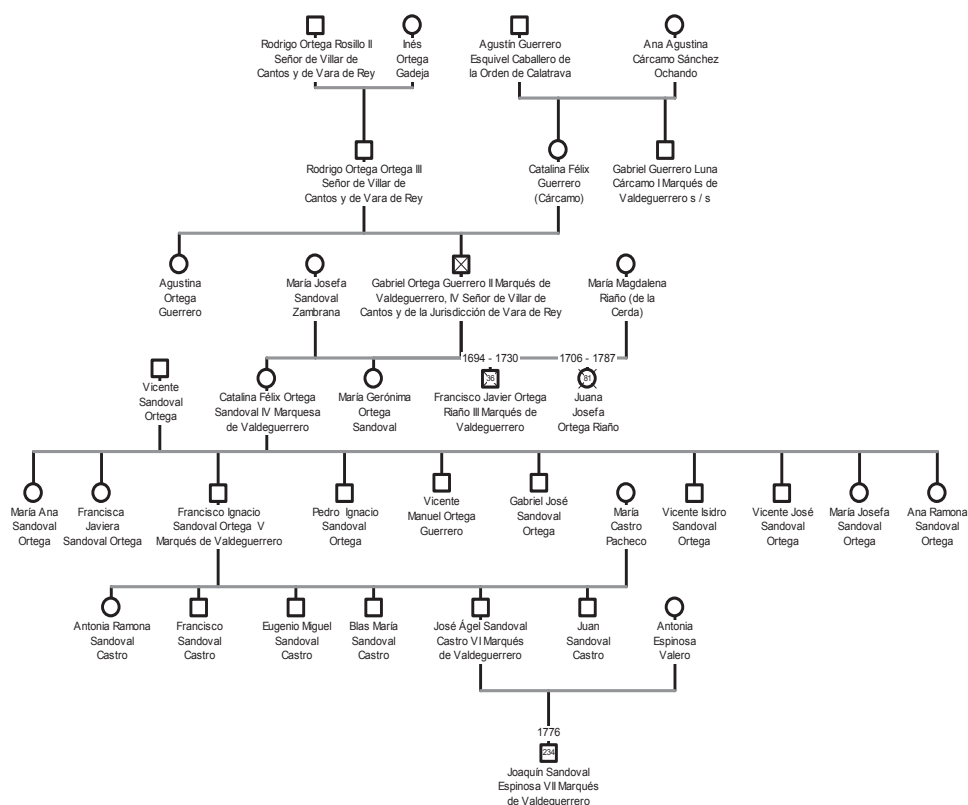 Rodrigo Ortega Rosillo II
Señor de Villar de
Cantos y de Vara de Rey
Inés
Ortega
Gadeja
Agustín Guerrero
Esquivel Caballero de
la Orden de Calatrava
Ana Agustina
Cárcamo Sánchez
Ochando
Rodrigo Ortega Ortega III
Señor de Villar de
Cantos y de Vara de Rey
Catalina Félix
Guerrero
(Cárcamo)
Gabriel Guerrero Luna
Cárcamo I Marqués de
Valdeguerrero s / s
Agustina
Ortega
Guerrero
María Josefa
Sandoval
Zambrana
Gabriel Ortega Guerrero II Marqués de
Valdeguerrero, IV Señor de Villar de
Cantos y de la Jurisdicción de Vara de Rey
María Magdalena
Riaño (de la
Cerda)
Vicente
Sandoval
Ortega
Catalina Félix Ortega
Sandoval IV Marquesa
de Valdeguerrero
María Gerónima
Ortega
Sandoval
1694 - 1730
36
Francisco Javier Ortega
Riaño III Marqués de
Valdeguerrero
1706 - 1787
81
Juana
Josefa
Ortega Riaño
María Ana
Sandoval
Ortega
Francisca
Javiera
Sandoval Ortega
Francisco Ignacio
Sandoval Ortega V
Marqués de Valdeguerrero
Pedro Ignacio
Sandoval
Ortega
Vicente
Manuel Ortega
Guerrero
Gabriel José
Sandoval
Ortega
María
Castro
Pacheco
Vicente Isidro
Sandoval
Ortega
Vicente José
Sandoval
Ortega
María Josefa
Sandoval
Ortega
Ana Ramona
Sandoval
Ortega
Antonia Ramona
Sandoval
Castro
Francisco
Sandoval
Castro
Eugenio Miguel
Sandoval
Castro
Blas María
Sandoval
Castro
José Ágel Sandoval
Castro VI Marqués
de Valdeguerrero
Juan
Sandoval
Castro
Antonia
Espinosa
Valero
1776
234
Joaquín Sandoval
Espinosa VII Marqués
de Valdeguerrero